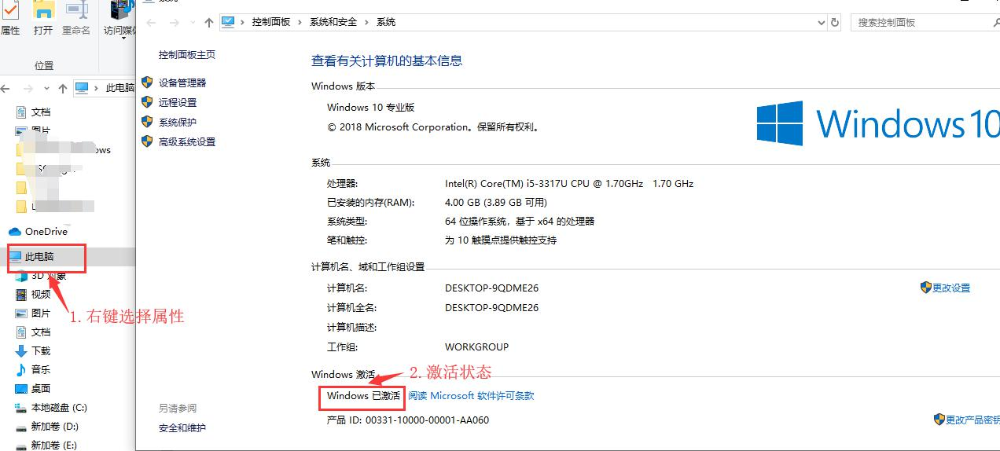 属性
打开
重命名
位置
此电脑
文档
图片
ows
OneDrive
此电脑
3D 对象
视频
图片
文档
下载
音乐
桌面
本地磁盘 (C:)
新加卷 (D:)
新加卷 (E:)
1.右键选择属性
控制面板 › 系统和安全 › 系统
搜索控制面板
控制面板主页
设备管理器
远程设置
系统保护
高级系统设置
另请参阅
安全和维护
查看有关计算机的基本信息
Windows 版本
Windows 10 专业版
© 2018 Microsoft Corporation。保留所有权利。
Windows 10
系统
处理器: Intel(R) Core(TM) i5-3317U CPU @ 1.70GHz 1.70 GHz
已安装的内存(RAM): 4.00 GB (3.89 GB 可用)
系统类型: 64 位操作系统，基于 x64 的处理器
笔和触控: 为 10 触摸点提供触控支持
计算机名、域和工作组设置
计算机名: DESKTOP-9QDME26
更改设置
计算机全名: DESKTOP-9QDME26
计算机描述:
工作组: WORKGROUP
Windows 激活
2.激活状态
Windows 已激活 阅读 Microsoft 软件许可条款
产品 ID: 00331-10000-00001-AA060
更改产品密钥